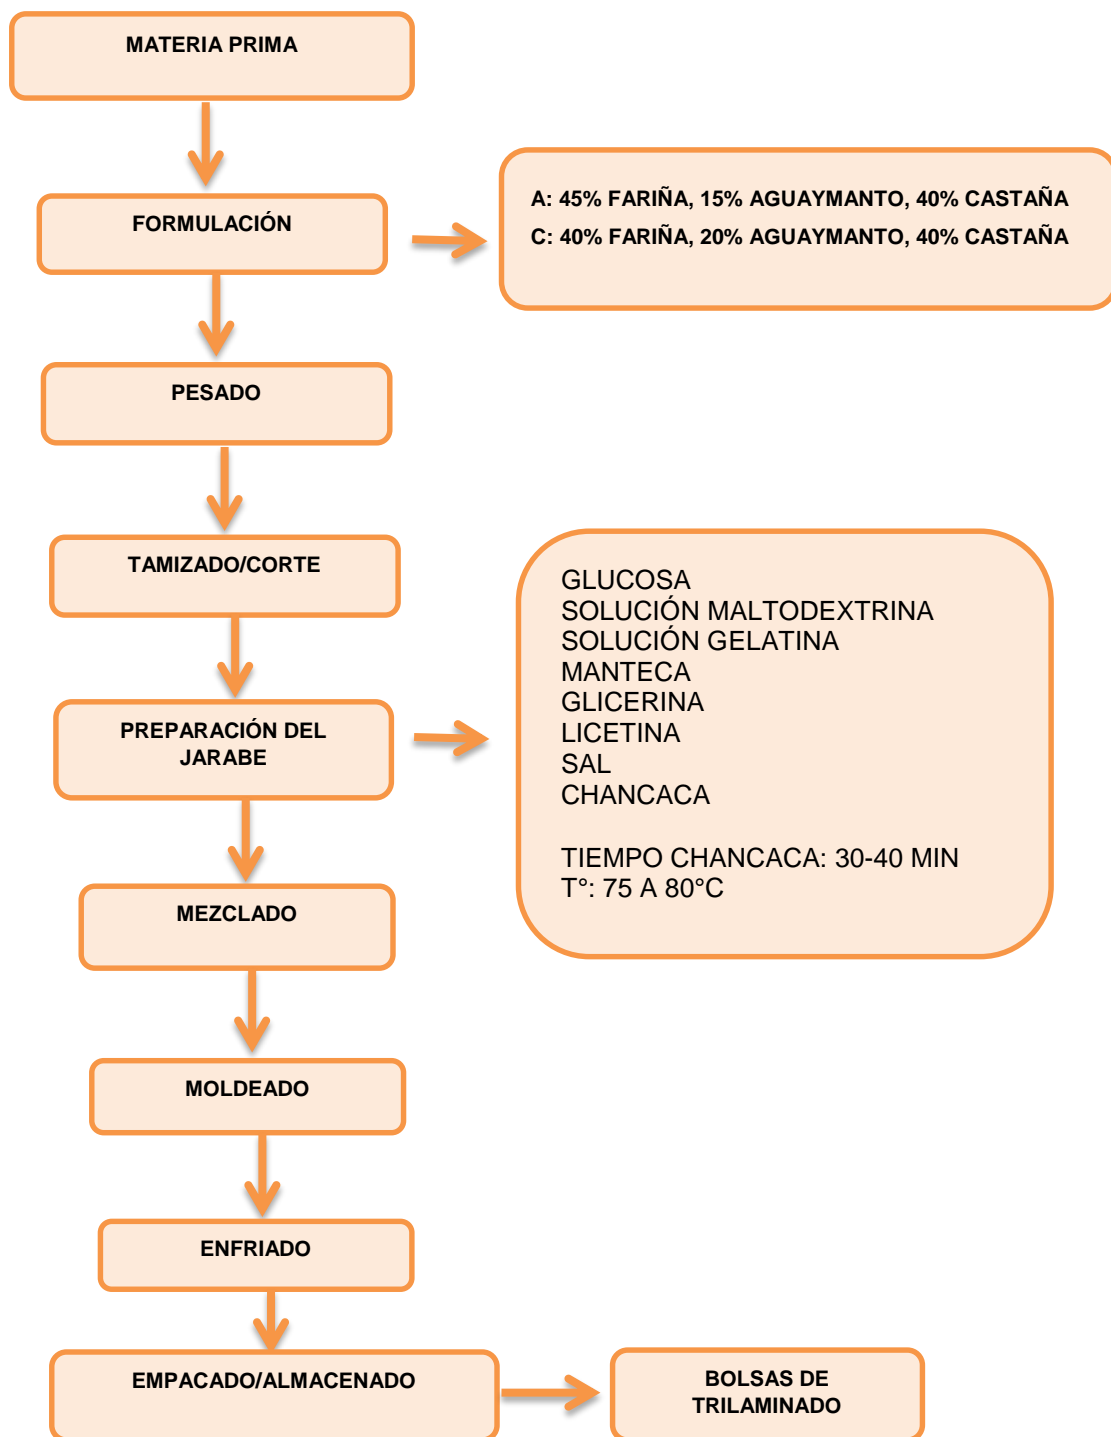 MATERIA PRIMA
FORMULACIÓN
A: 45% FARIÑA, 15% AGUAYMANTO, 40% CASTAÑA
C: 40% FARIÑA, 20% AGUAYMANTO, 40% CASTAÑA
PESADO
TAMIZADO/CORTE
PREPARACIÓN DEL
JARABE
GLUCOSA
SOLUCIÓN MALTODEXTRINA
SOLUCIÓN GELATINA
MANTECA
GLICERINA
LICETINA
SAL
CHANCACA
TIEMPO CHANCACA: 30-40 MIN
T°: 75 A 80°C
MEZCLADO
MOLDEADO
ENFRIADO
EMPACADO/ALMACENADO
BOLSAS DE
TRILAMINADO